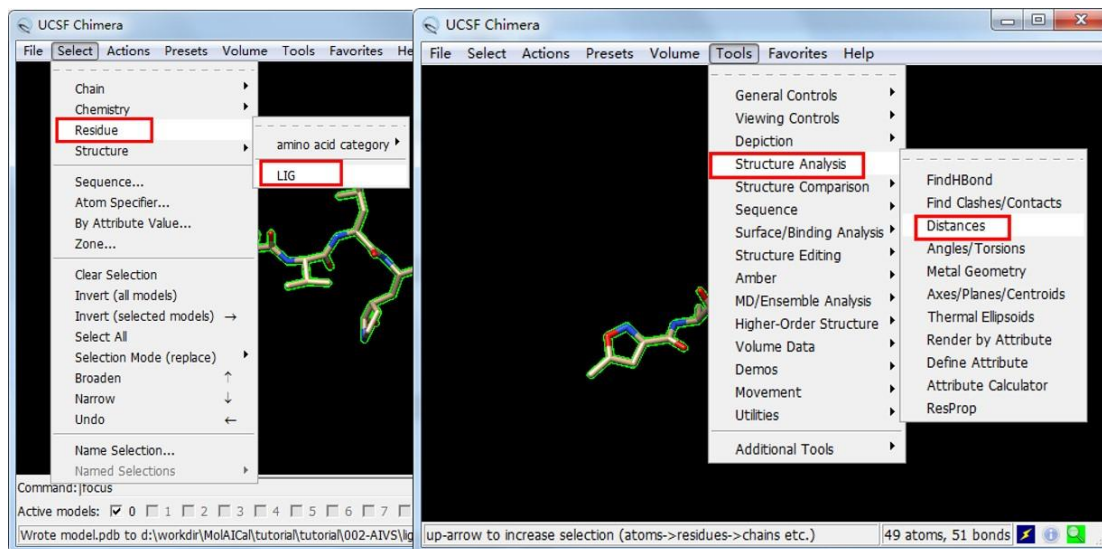 UCSF Chimera
File Select Actions Presets Volume Tools Favorites He
Chain
Chemistry
Residue
Structure
Sequence...
Atom Specifier...
By Attribute Value...
Zone...
Clear Selection
Invert (all models)
Invert (selected models) →
Select All
Selection Mode (replace)
Broaden ↑
Narrow ↓
Undo ←
Name Selection...
Named Selections
amino acid category
LIG
Command: focus
Active models: 0 1 2 3 4 5 6 7
Wrote model.pdb to d:\workdir\MolAICal\tutorial\tutorial\002-AIVS\lig
UCSF Chimera
File Select Actions Presets Volume Tools Favorites Help
General Controls
Viewing Controls
Depiction
Structure Analysis
Structure Comparison
Sequence
Surface/Binding Analysis
Structure Editing
Amber
MD/Ensemble Analysis
Higher-Order Structure
Volume Data
Demos
Movement
Utilities
Additional Tools
FindHBond
Find Clashes/Contacts
Distances
Angles/Torsions
Metal Geometry
Axes/Planes/Centroids
Thermal Ellipsoids
Render by Attribute
Define Attribute
Attribute Calculator
ResProp
up-arrow to increase selection (atoms->residues->chains etc.)
49 atoms, 51 bonds